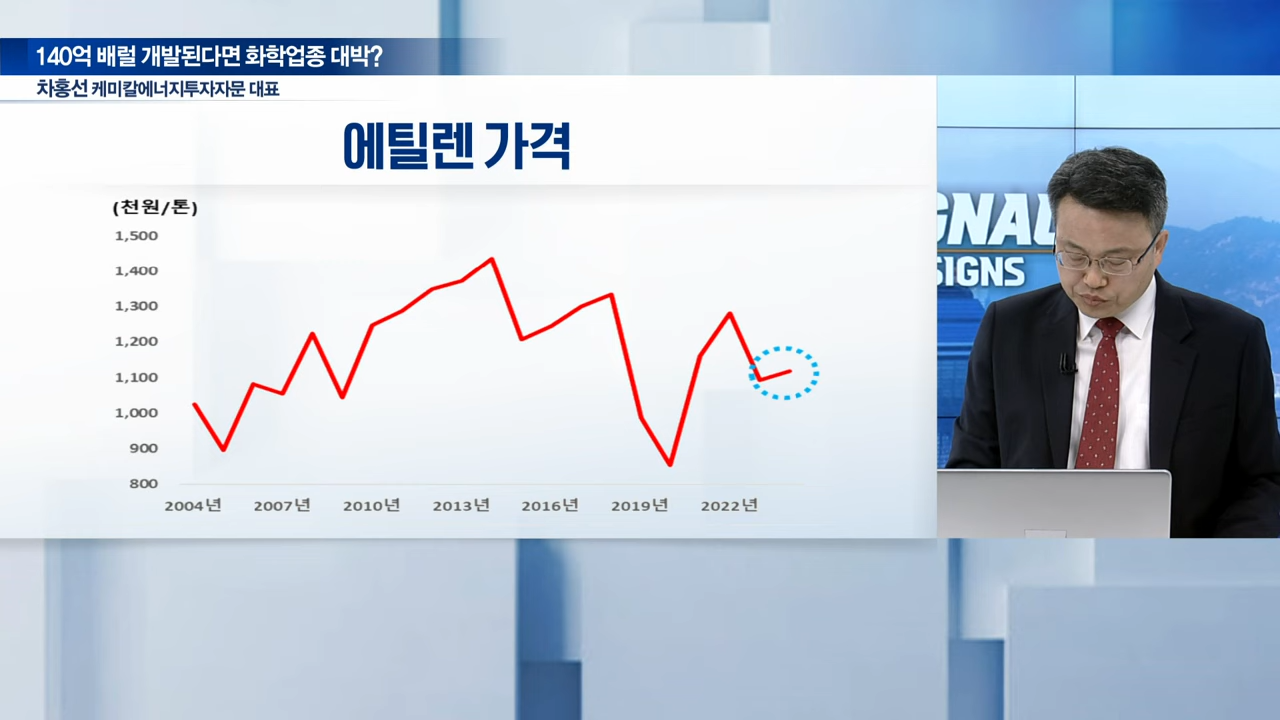 140억 배럴 개발된다면 화학업종 대박?
차홍선 케미칼에너지투자자문 대표
에틸렌 가격
(천원/톤)
1,500
1,400
1,300
1,200
1,100
1,000
900
800
2004년 2007년 2010년 2013년 2016년 2019년 2022년
GNAL
SIGNS